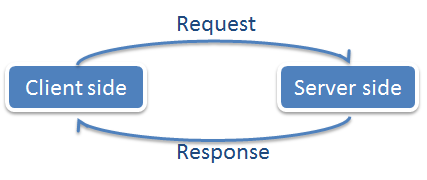 Request
Client side
Server side
Response